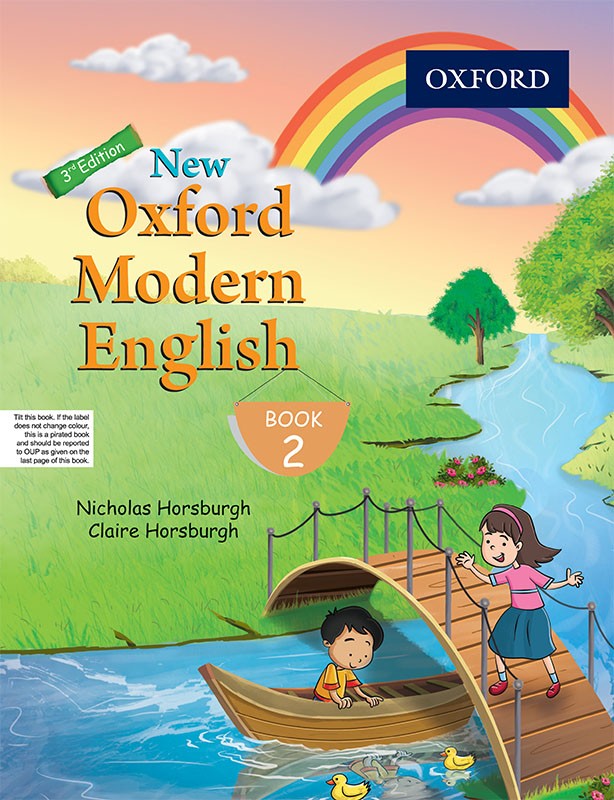 OXFORD
3rd Edition
New
Oxford
Modern
English
BOOK
2
Tilt this book. If the label
does not change colour,
this is a pirated book
and should be reported
to OUP as given on the
last page of this book.
Nicholas Horsburgh
Claire Horsburgh